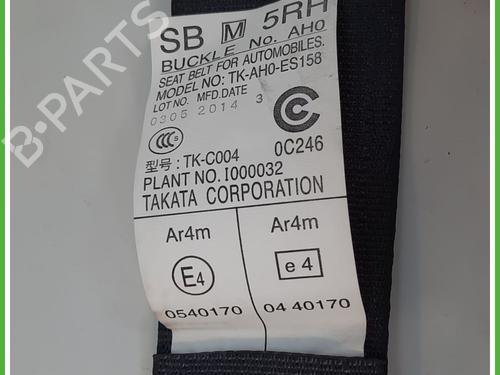 SB M 5RH
BUCKLE No. AH0
SEAT BELT FOR AUTOMOBILES.
MODEL NO: TK-AH0-ES158
LOT NO. MFD.DATE
0305 2014 3
CCC S C
型号: TK-C004 0C246
PLANT NO. I000032
TAKATA CORPORATION
Ar4m Ar4m
E4 e 4
0540170 04 40170
B-PARTS